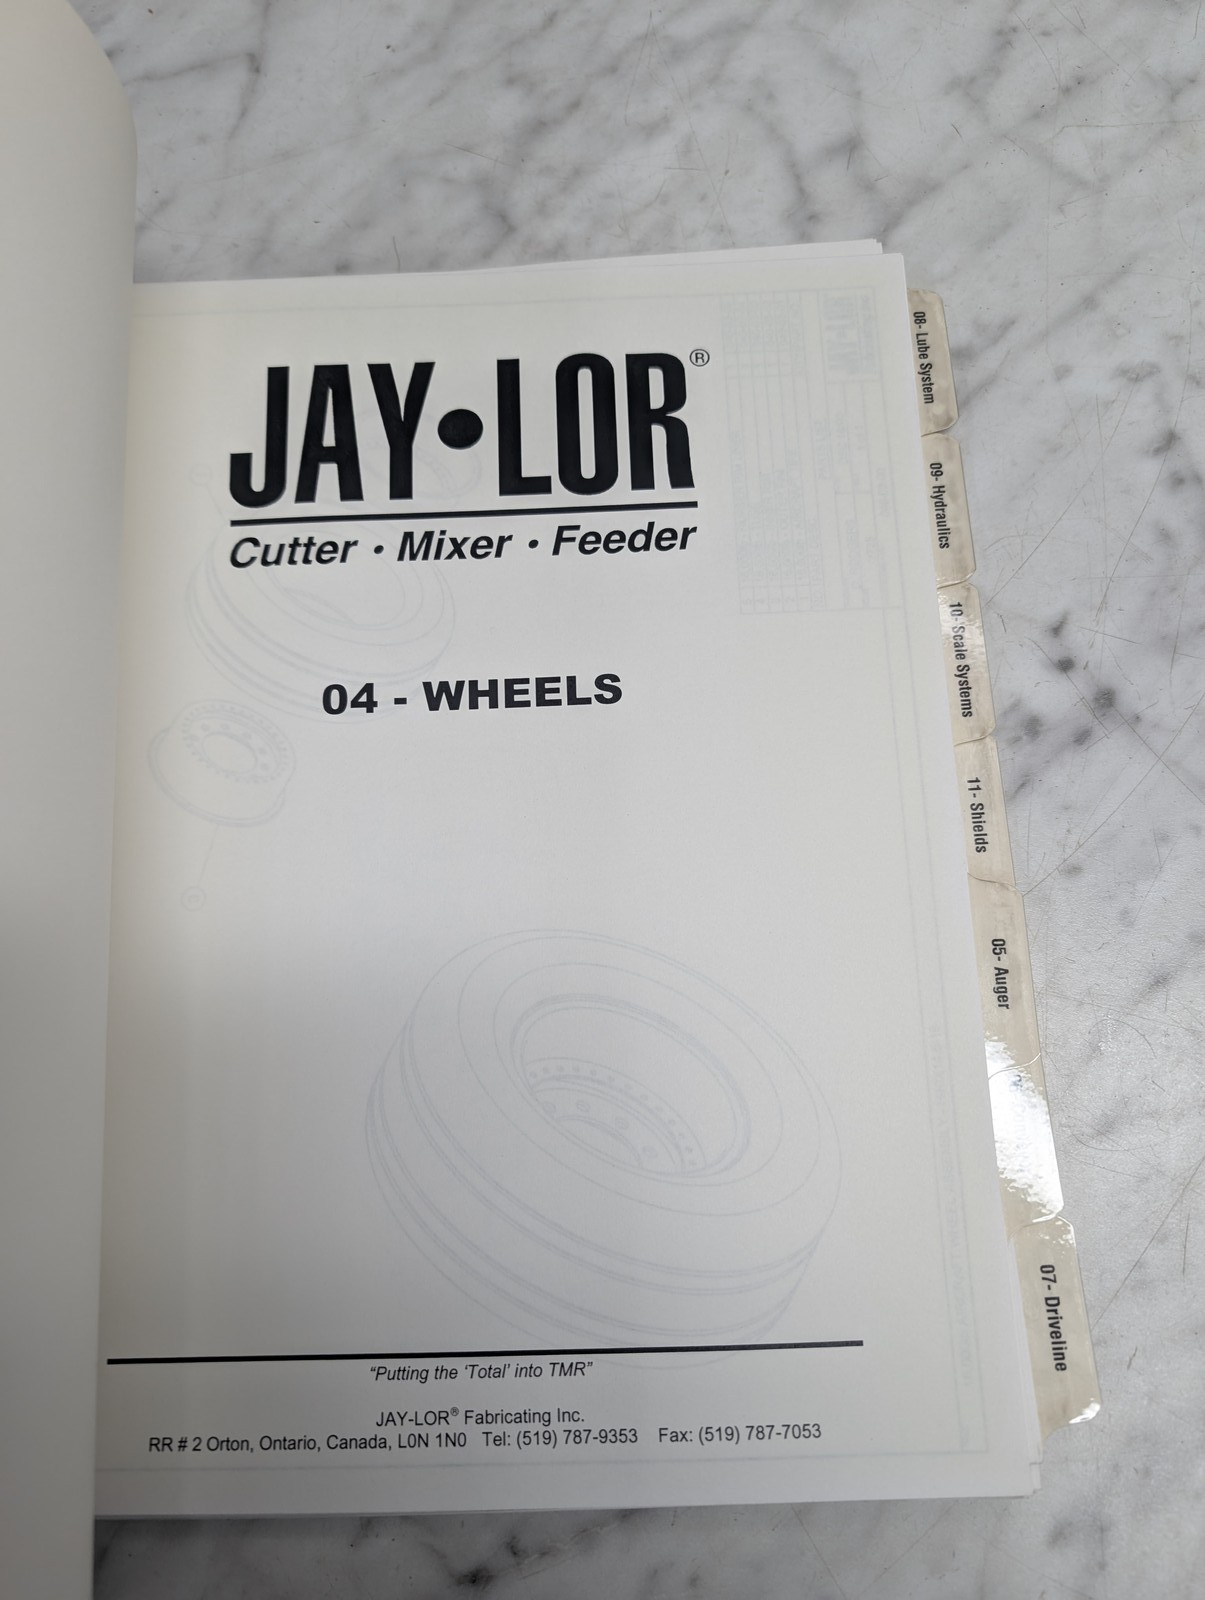 JAY•LOR®
Cutter • Mixer • Feeder
04 - WHEELS
"Putting the 'Total' into TMR"
JAY-LOR® Fabricating Inc.
RR # 2 Orton, Ontario, Canada, L0N 1N0 Tel: (519) 787-9353 Fax: (519) 787-7053
08- Lube System
09- Hydraulics
10- Scale Systems
11- Shields
05- Auger
07- Driveline